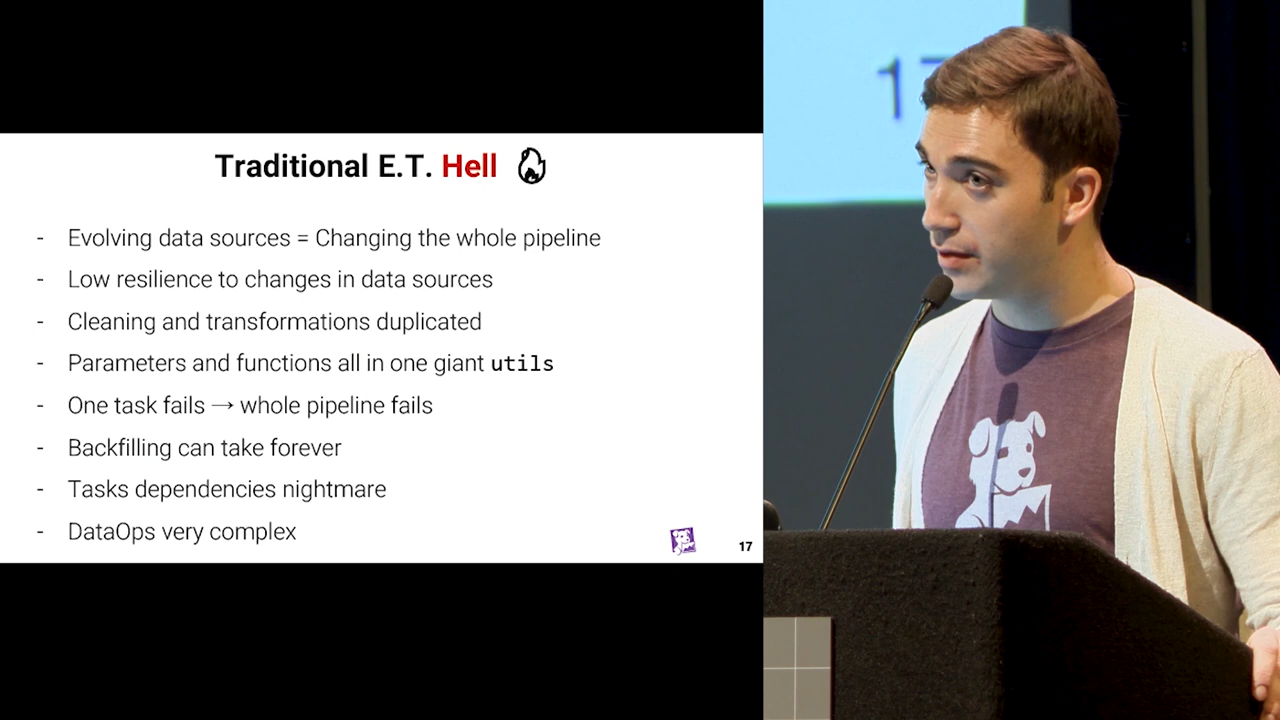 Traditional E.T. Hell
- Evolving data sources = Changing the whole pipeline
- Low resilience to changes in data sources
- Cleaning and transformations duplicated
- Parameters and functions all in one giant utils
- One task fails → whole pipeline fails
- Backfilling can take forever
- Tasks dependencies nightmare
- DataOps very complex
17
17